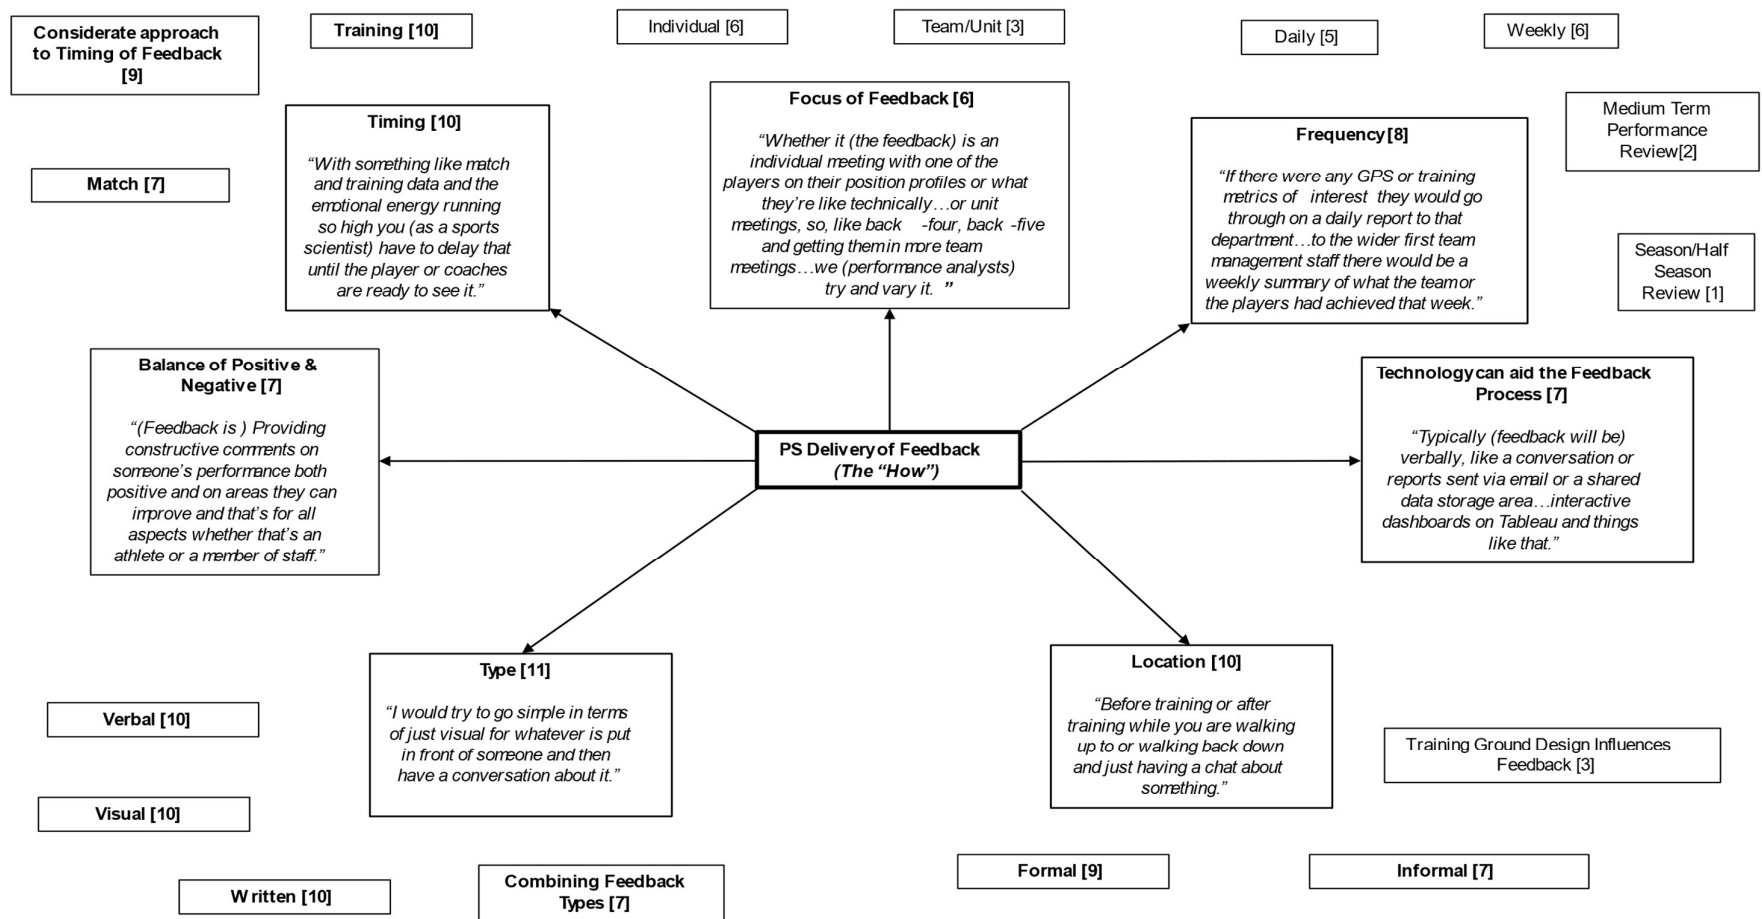 Considerate approach
to Timing of Feedback
[9]
Training [10]
Individual [6]
Team/Unit [3]
Daily [5]
Weekly [6]
Match [7]
Timing [10]
“With something like match
and training data and the
emotional energy running
so high you (as a sports
scientist) have to delay that
until the player or coaches
are ready to see it.”
Focus of Feedback [6]
“Whether it (the feedback) is an
individual meeting with one of the
players on their position profiles or what
they’re like technically…or unit
meetings, so, like back -four, back -five
and getting them in more team
meetings…we (performance analysts)
try and vary it. ”
Frequency [8]
“If there were any GPS or training
metrics of interest they would go
through on a daily report to that
department…to the wider first team
management staff there would be a
weekly summary of what the team or
the players had achieved that week.”
Medium Term
Performance
Review[2]
Season/Half
Season
Review [1]
Balance of Positive &
Negative [7]
“(Feedback is ) Providing
constructive comments on
someone’s performance both
positive and on areas they can
improve and that’s for all
aspects whether that’s an
athlete or a member of staff.”
PS Delivery of Feedback
(The “How”)
Technology can aid the Feedback
Process [7]
“Typically (feedback will be)
verbally, like a conversation or
reports sent via email or a shared
data storage area…interactive
dashboards on Tableau and things
like that.”
Type [11]
“I would try to go simple in terms
of just visual for whatever is put
in front of someone and then
have a conversation about it.”
Location [10]
“Before training or after
training while you are walking
up to or walking back down
and just having a chat about
something.”
Verbal [10]
Visual [10]
Written [10]
Combining Feedback
Types [7]
Training Ground Design Influences
Feedback [3]
Formal [9]
Informal [7]